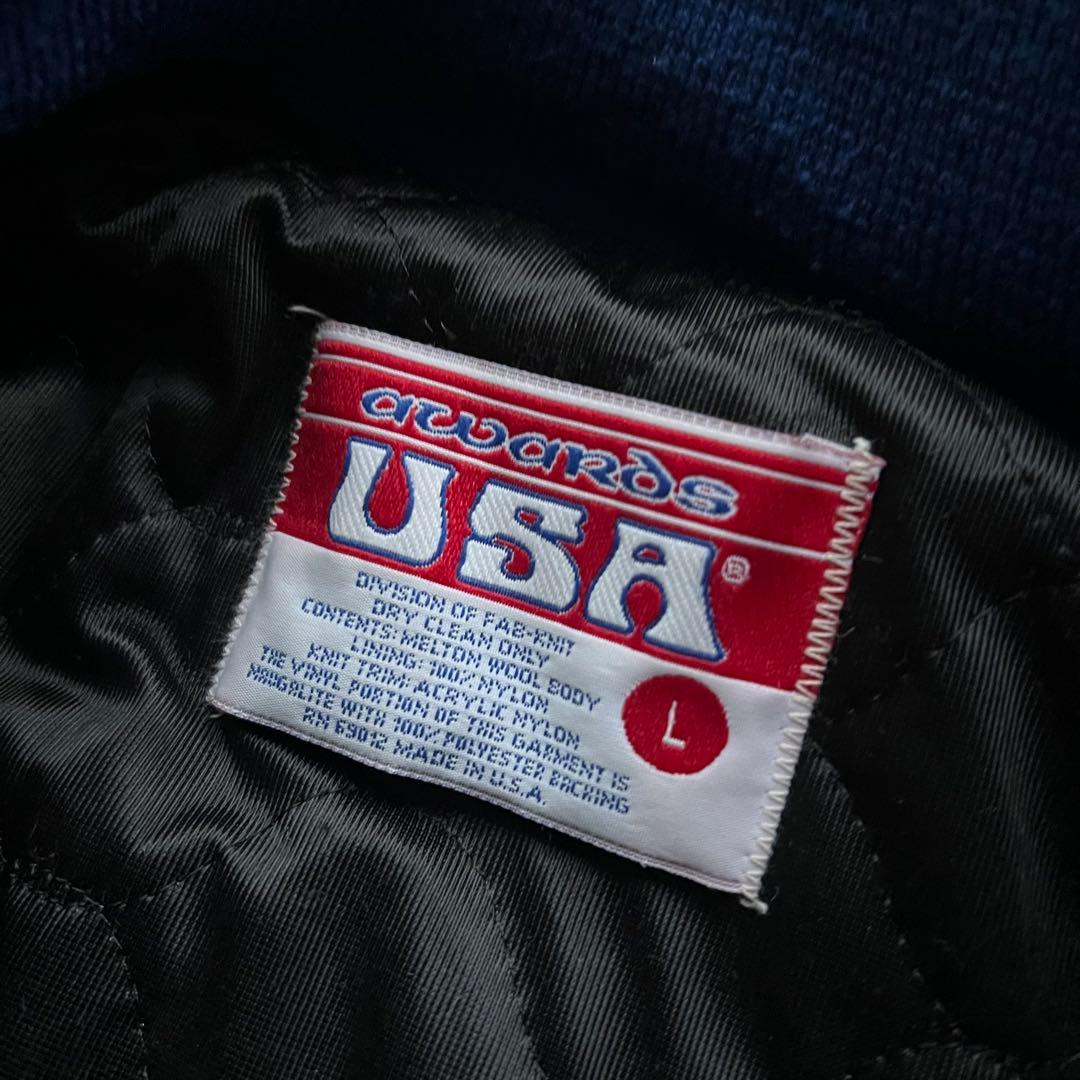 awards
USA®
DIVISION OF FAB-KNIT
DRY CLEAN ONLY
CONTENTS: MELTON WOOL BODY
LINING: 100% NYLON
KNIT TRIM: ACRYLIC NYLON
THE VINYL PORTION OF THIS GARMENT IS
NAUGALITE WITH 100% POLYESTER BACKING
RN 69012 MADE IN U.S.A.
L